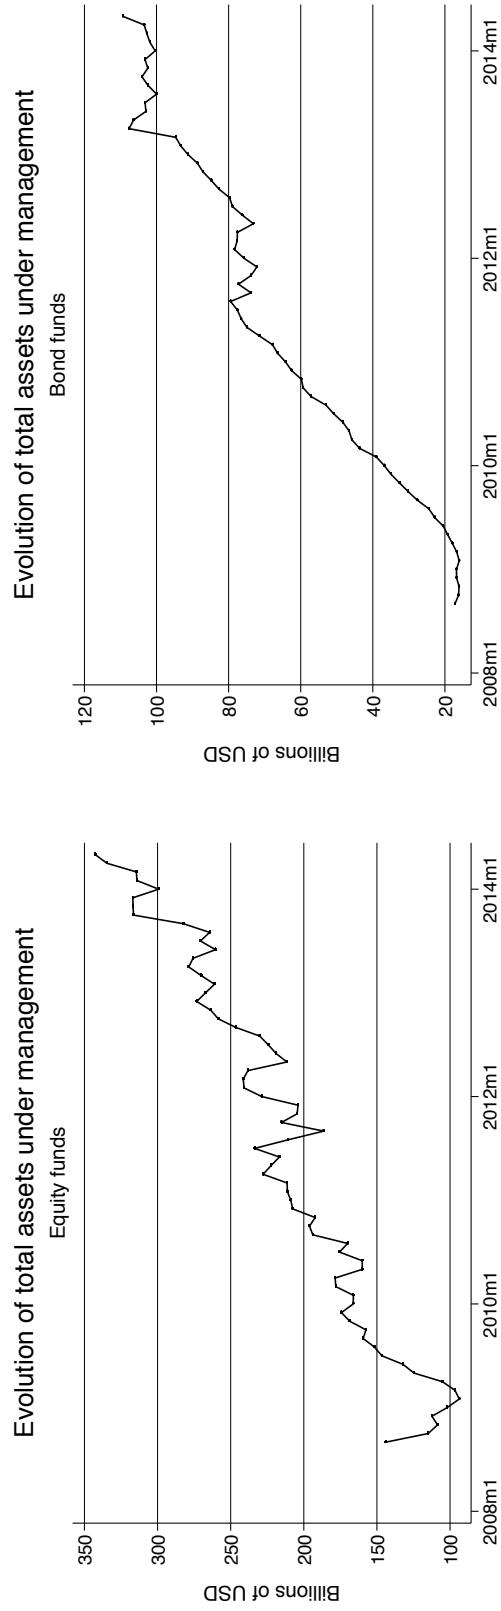 Evolution of total assets under management
Equity funds
Billions of USD
350
300
250
200
150
100
2008m1
2010m1
2012m1
2014m1
Evolution of total assets under management
Bond funds
Billions of USD
120
100
80
60
40
20
2008m1
2010m1
2012m1
2014m1